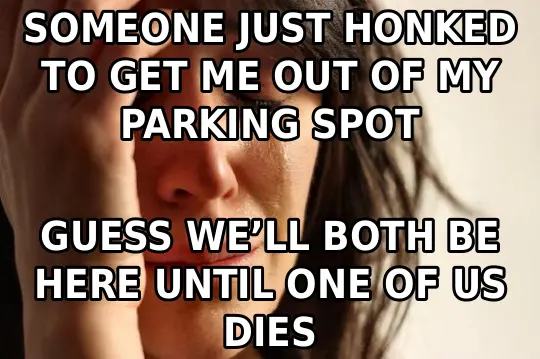 SOMEONE JUST HONKED
TO GET ME OUT OF MY
PARKING SPOT
GUESS WE’LL BOTH BE
HERE UNTIL ONE OF US
DIES